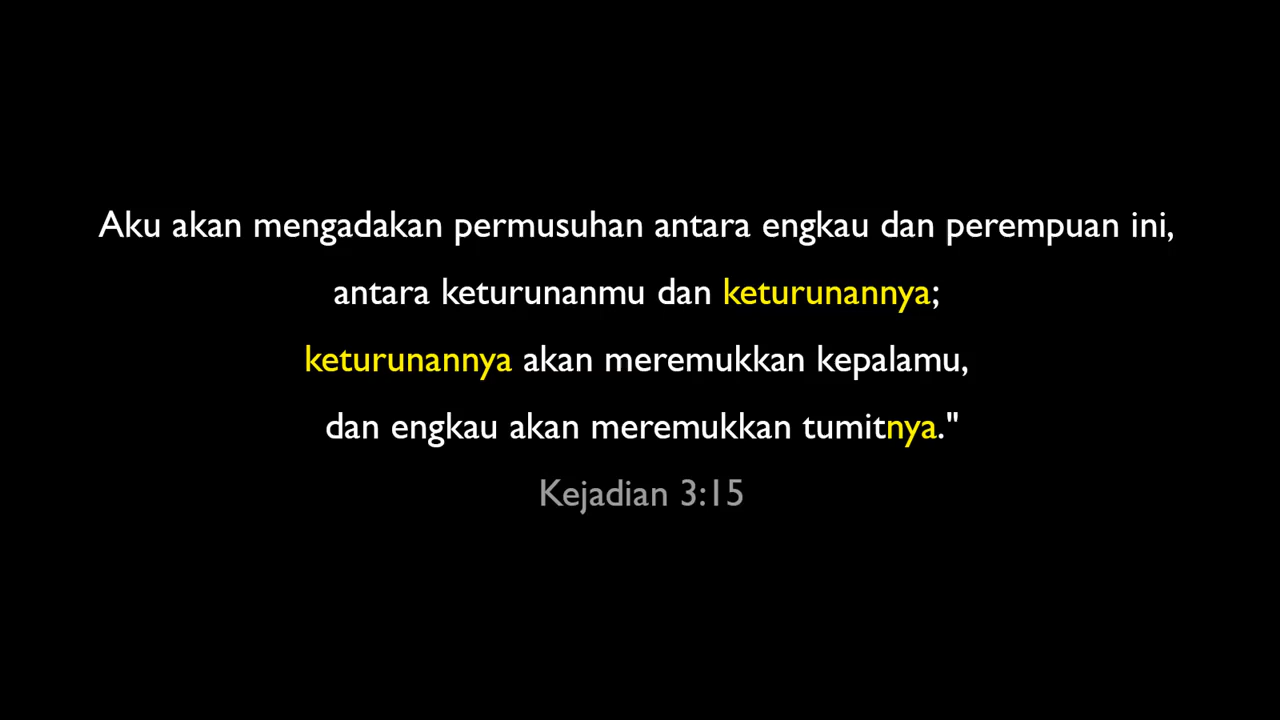 Aku akan mengadakan permusuhan antara engkau dan perempuan ini,
antara keturunanmu dan keturunannya;
keturunannya akan meremukkan kepalamu,
dan engkau akan meremukkan tumitnya."
Kejadian 3:15